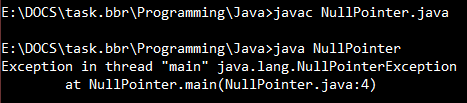 E:\DOCS\task.bbr\Programming\Java>javac NullPointer.java
E:\DOCS\task.bbr\Programming\Java>java NullPointer
Exception in thread "main" java.lang.NullPointerException
at NullPointer.main(NullPointer.java:4)